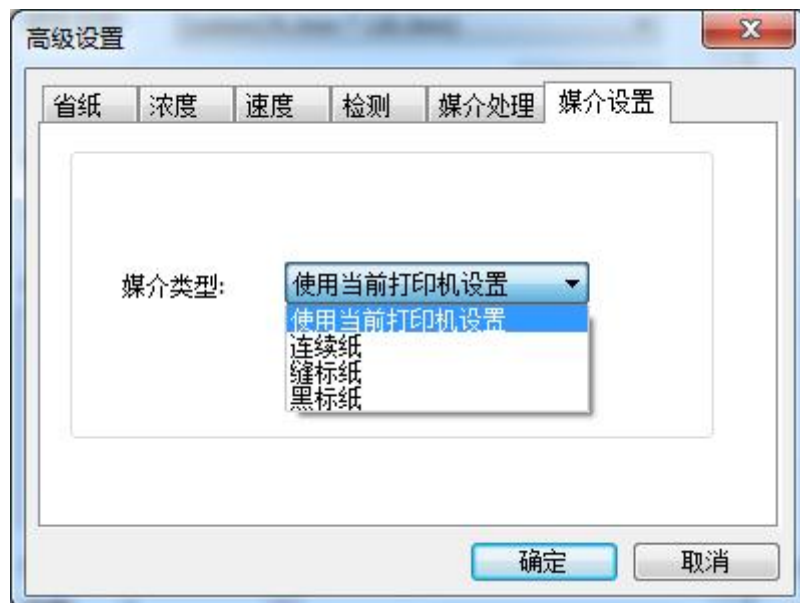 高级设置
省纸 浓度 速度 检测 媒介处理 媒介设置
媒介类型: 使用当前打印机设置
使用当前打印机设置
连续纸
缝标纸
黑标纸
确定 取消